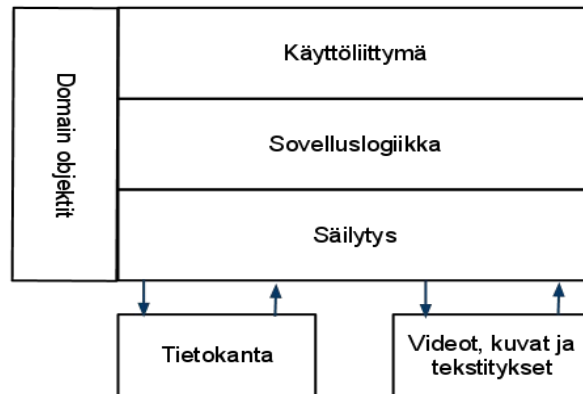 Domain objektit
Käyttöliittymä
Sovelluslogiikka
Säilytys
Tietokanta
Videot, kuvat ja
tekstitykset